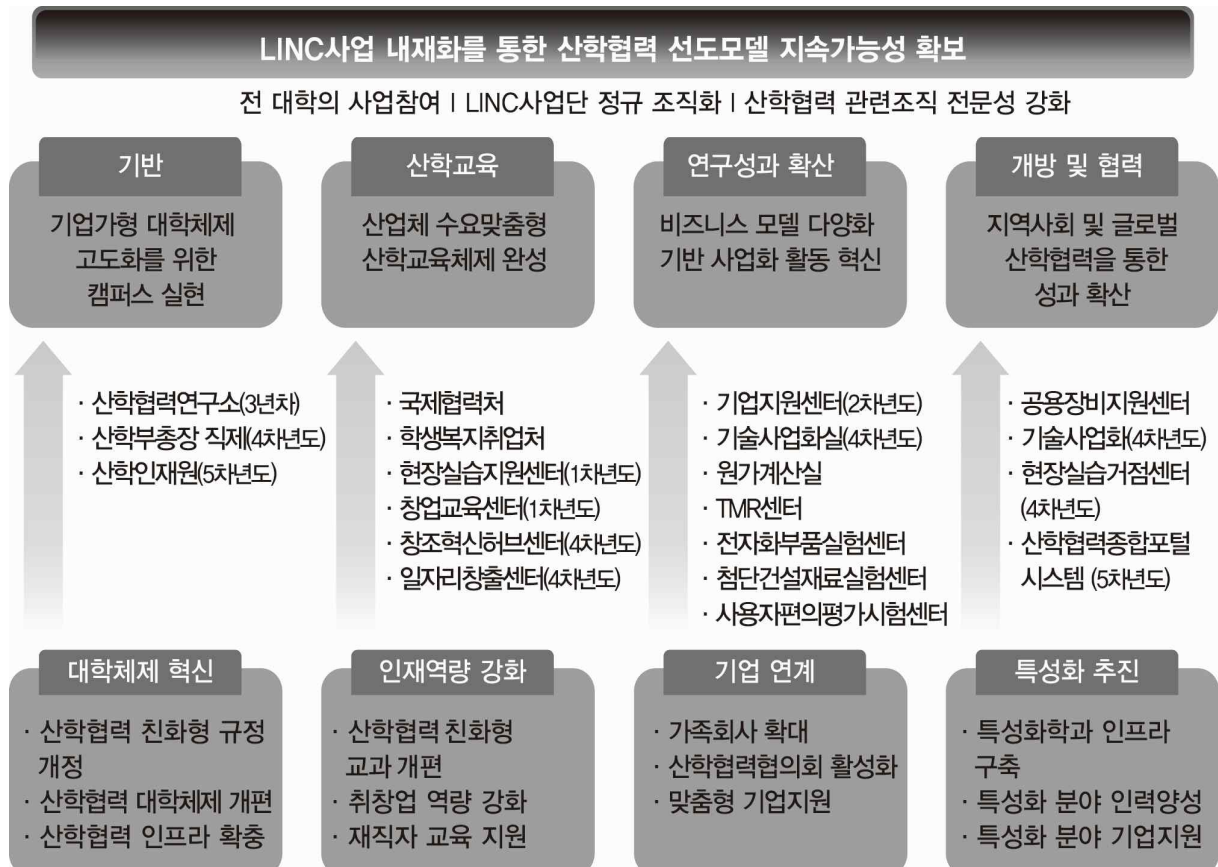 LINC사업 내재화를 통한 산학협력 선도모델 지속가능성 확보
전 대학의 사업참여 | LINC사업단 정규 조직화 | 산학협력 관련조직 전문성 강화
기반
기업가형 대학체제
고도화를 위한
캠퍼스 실현
산학교육
산업체 수요맞춤형
산학교육체제 완성
연구성과 확산
비즈니스 모델 다양화
기반 사업화 활동 혁신
개방 및 협력
지역사회 및 글로벌
산학협력을 통한
성과 확산
· 산학협력연구소(3년차)
· 산학부총장 직제(4차년도)
· 산학인재원(5차년도)
· 국제협력처
· 학생복지취업처
· 현장실습지원센터(1차년도)
· 창업교육센터(1차년도)
· 창조혁신허브센터(4차년도)
· 일자리창출센터(4차년도)
· 기업지원센터(2차년도)
· 기술사업화실(4차년도)
· 원가계산실
· TMR센터
· 전자화부품실험센터
· 첨단건설재료실험센터
· 사용자편의평가시험센터
· 공용장비지원센터
· 기술사업화(4차년도)
· 현장실습거점센터
(4차년도)
· 산학협력종합포털
시스템 (5차년도)
대학체제 혁신
· 산학협력 친화형 규정
개정
· 산학협력 대학체제 개편
· 산학협력 인프라 확충
인재역량 강화
· 산학협력 친화형
교과 개편
· 취창업 역량 강화
· 재직자 교육 지원
기업 연계
· 가족회사 확대
· 산학협력협의회 활성화
· 맞춤형 기업지원
특성화 추진
· 특성화학과 인프라
구축
· 특성화 분야 인력양성
· 특성화 분야 기업지원